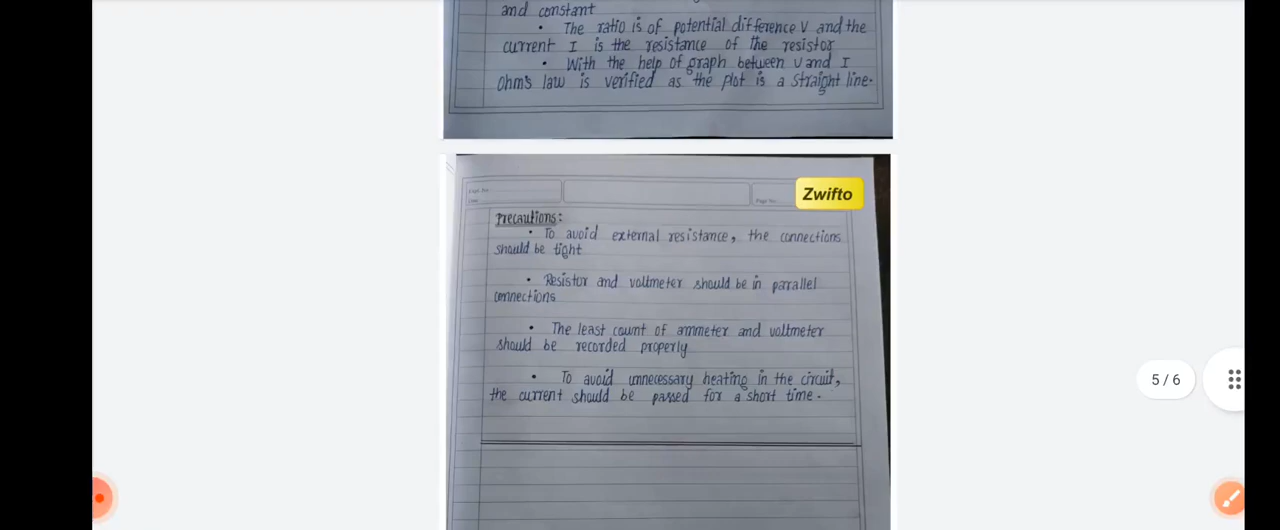 and constant
• The ratio is of potential difference V and the
current I is the resistance of the resistor
• With the help of graph between V and I
Ohm's law is verified as the plot is a straight line.
Zwifto
Page No.
Precautions:
• To avoid external resistance, the connections
should be tight
• Resistor and voltmeter should be in parallel
connections
• The least count of ammeter and voltmeter
should be recorded properly
• To avoid unnecessary heating in the circuit,
the current should be passed for a short time.
5 / 6